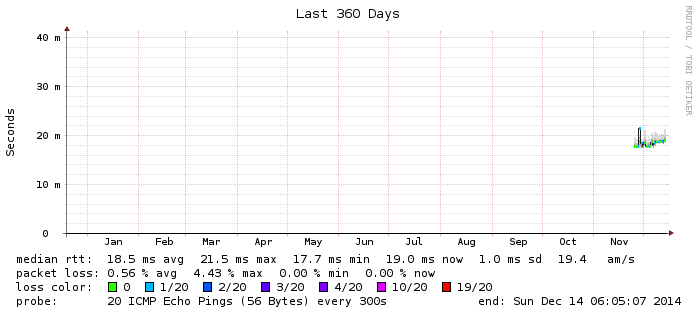 Last 360 Days
RRDTOOL / TOBI OETIKER
Seconds
40 m
30 m
20 m
10 m
0
Jan Feb Mar Apr May Jun Jul Aug Sep Oct Nov
median rtt: 18.5 ms avg 21.5 ms max 17.7 ms min 19.0 ms now 1.0 ms sd 19.4 am/s
packet loss: 0.56 % avg 4.43 % max 0.00 % min 0.00 % now
loss color: 0 1/20 2/20 3/20 4/20 10/20 19/20
probe: 20 ICMP Echo Pings (56 Bytes) every 300s end: Sun Dec 14 06:05:07 2014